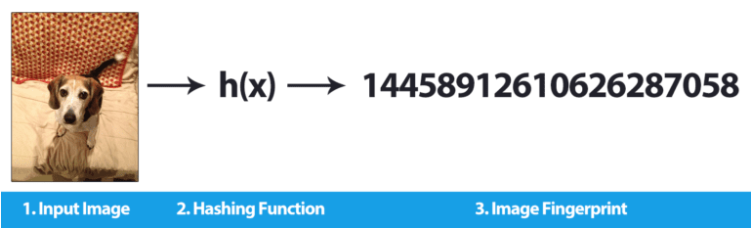 h(x) 14458912610626287058
1. Input Image 2. Hashing Function 3. Image Fingerprint